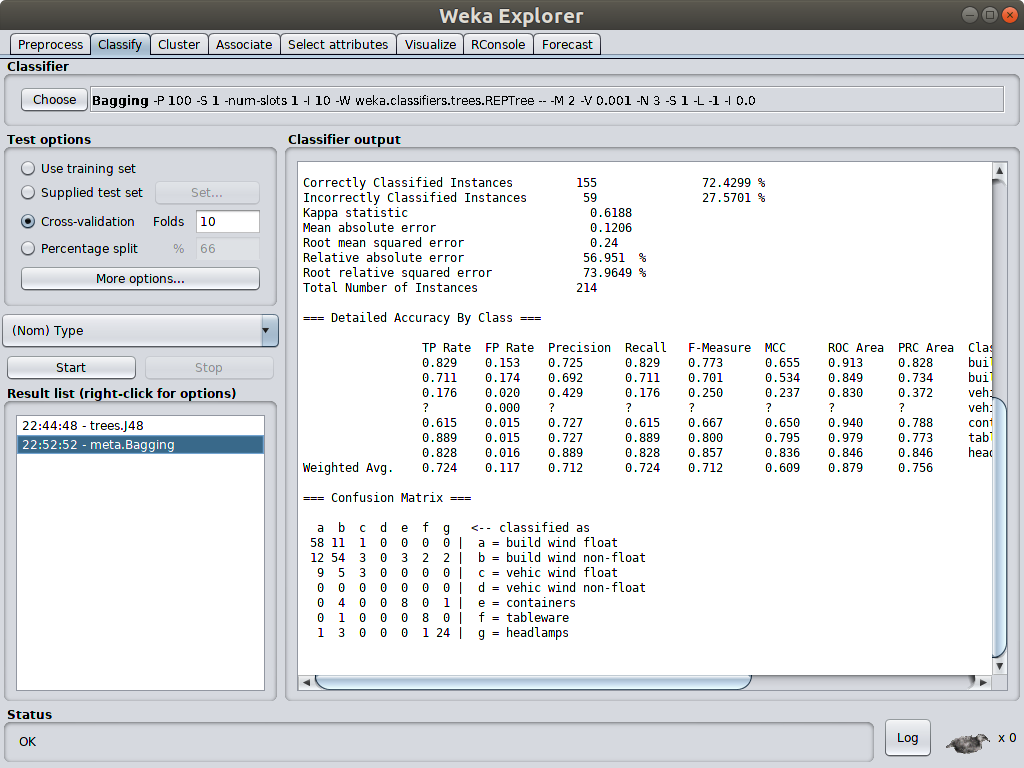 Weka Explorer
Preprocess Classify Cluster Associate Select attributes Visualize RConsole Forecast
Classifier
Choose Bagging -P 100 -S 1 -num-slots 1 -I 10 -W weka.classifiers.trees.REPTree -- -M 2 -V 0.001 -N 3 -S 1 -L -1 -I 0.0
Test options
Use training set
Supplied test set Set...
Cross-validation Folds 10
Percentage split % 66
More options...
(Nom) Type
Start Stop
Result list (right-click for options)
22:44:48 - trees.J48
22:52:52 - meta.Bagging
Classifier output
Correctly Classified Instances 155 72.4299 %
Incorrectly Classified Instances 59 27.5701 %
Kappa statistic 0.6188
Mean absolute error 0.1206
Root mean squared error 0.24
Relative absolute error 56.951 %
Root relative squared error 73.9649 %
Total Number of Instances 214
=== Detailed Accuracy By Class ===
TP Rate FP Rate Precision Recall F-Measure MCC ROC Area PRC Area Clas
0.829 0.153 0.725 0.829 0.773 0.655 0.913 0.828 buil
0.711 0.174 0.692 0.711 0.701 0.534 0.849 0.734 buil
0.176 0.020 0.429 0.176 0.250 0.237 0.830 0.372 vehi
? 0.000 ? ? ? ? ? ? vehi
0.615 0.015 0.727 0.615 0.667 0.650 0.940 0.788 cont
0.889 0.015 0.727 0.889 0.800 0.795 0.979 0.773 tabl
0.828 0.016 0.889 0.828 0.857 0.836 0.846 0.846 head
Weighted Avg. 0.724 0.117 0.712 0.724 0.712 0.609 0.879 0.756
=== Confusion Matrix ===
a b c d e f g <-- classified as
58 11 1 0 0 0 0 | a = build wind float
12 54 3 0 3 2 2 | b = build wind non-float
9 5 3 0 0 0 0 | c = vehic wind float
0 0 0 0 0 0 0 | d = vehic wind non-float
0 4 0 0 8 0 1 | e = containers
0 1 0 0 0 8 0 | f = tableware
1 3 0 0 0 1 24 | g = headlamps
Status
OK
Log
x 0